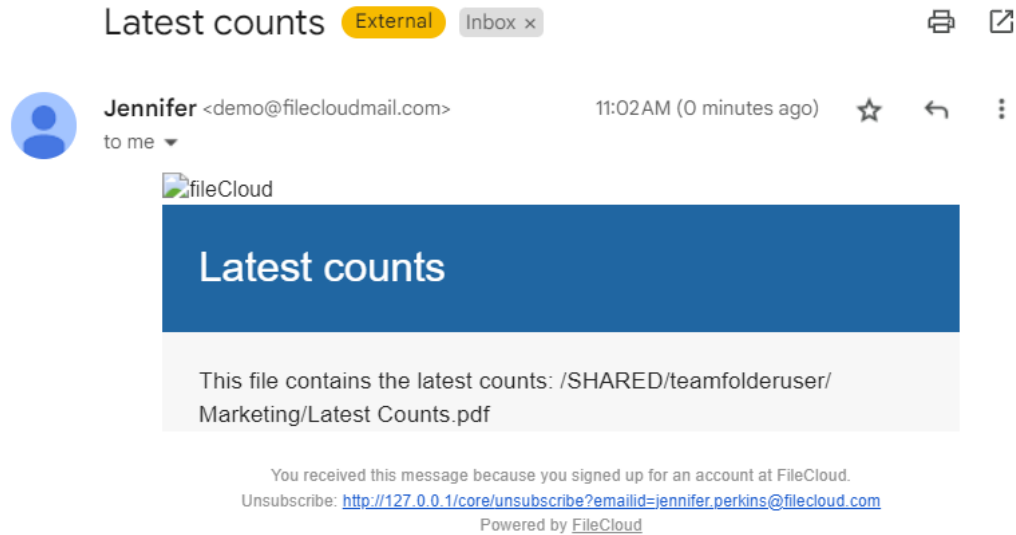 Latest counts External Inbox ×
Jennifer <demo@filecloudmail.com> 11:02 AM (0 minutes ago)
to me
fileCloud
Latest counts
This file contains the latest counts: /SHARED/teamfolderuser/
Marketing/Latest Counts.pdf
You received this message because you signed up for an account at FileCloud.
Unsubscribe: http://127.0.0.1/core/unsubscribe?emailid=jennifer.perkins@filecloud.com
Powered by FileCloud